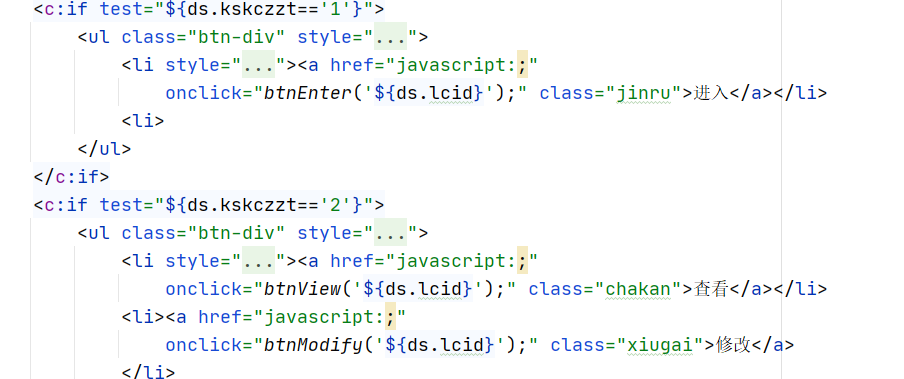 <c:if test="${ds.kskczzt=='1'}">
<ul class="btn-div" style="...">
<li style="..."><a href="javascript:;"
onclick="btnEnter('${ds.lcid}');" class="jinru">进入</a></li>
<li>
</ul>
</c:if>
<c:if test="${ds.kskczzt=='2'}">
<ul class="btn-div" style="...">
<li style="..."><a href="javascript:;"
onclick="btnView('${ds.lcid}');" class="chakan">查看</a></li>
<li><a href="javascript:;"
onclick="btnModify('${ds.lcid}');" class="xiugai">修改</a>
</li>